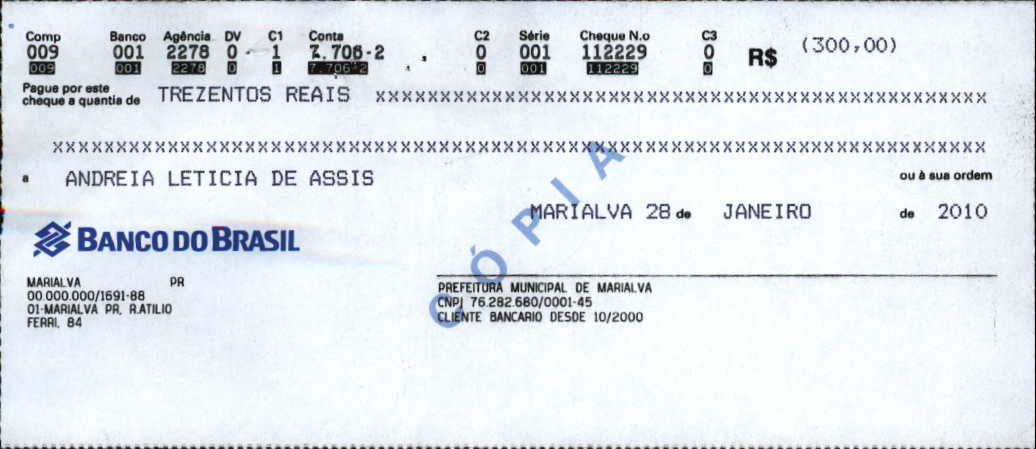 Comp Banco Agência DV C1 Conta C2 Série Cheque N.o C3
009 001 2278 0 - 1 7.706-2 0 001 112229 0 R$ (300,00)
009 001 2278 0 1 7.706-2 0 001 112229 0
Pague por este
cheque a quantia de TREZENTOS REAIS XXXXXXXXXXXXXXXXXXXXXXXXXXXXXXXXXXXXXXXXXXXXXXX
XXXXXXXXXXXXXXXXXXXXXXXXXXXXXXXXXXXXXXXXXXXXXXXXXXXXXXXXXXXXXXXXXXXXXXXX
a ANDREIA LETICIA DE ASSIS ou à sua ordem
MARIALVA 28 de JANEIRO de 2010
BANCO DO BRASIL
CÓPIA
MARIALVA PR
00.000.000/1691-88
01-MARIALVA PR, R.ATILIO
FERRI, 84
PREFEITURA MUNICIPAL DE MARIALVA
CNPJ 76.282.680/0001-45
CLIENTE BANCARIO DESDE 10/2000